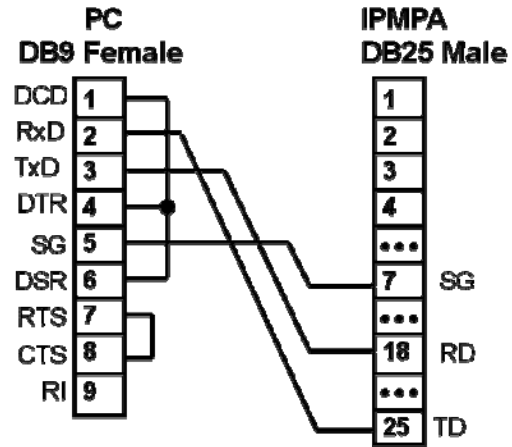 PC IPMPA
DB9 Female DB25 Male
DCD 1 1
RxD 2 2
TxD 3 3
DTR 4 4
SG 5 •••
DSR 6 7 SG
RTS 7 •••
CTS 8 18 RD
RI 9 •••
25 TD